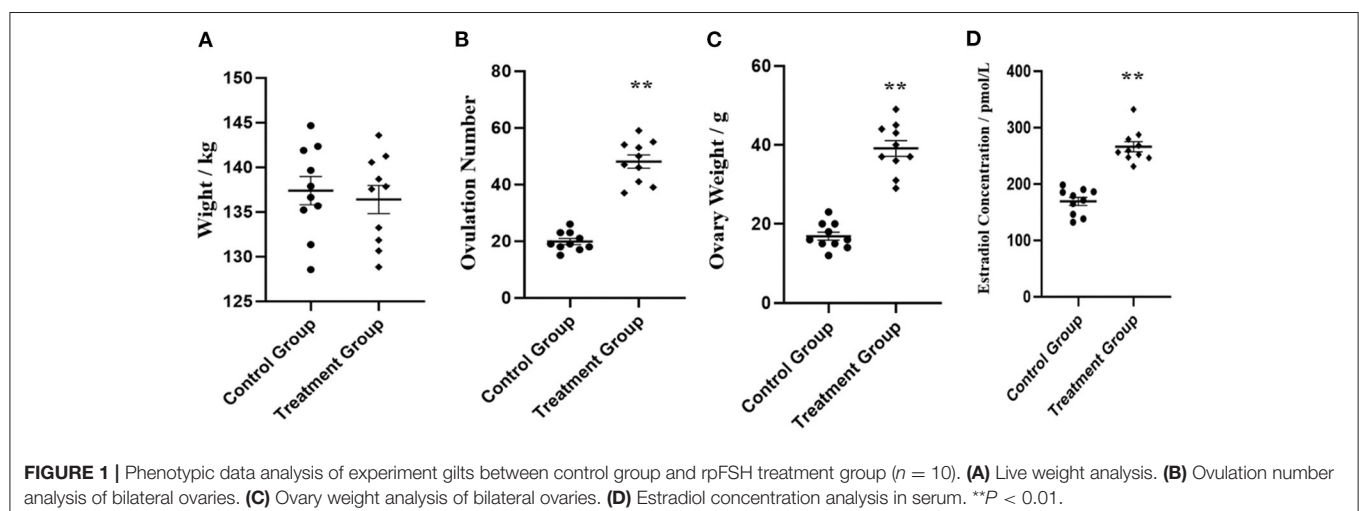 A
B
C
D
150
145
140
135
130
125
Wight / kg
Control Group
Treatment Group
80
60
40
20
0
Ovulation Number
**
Control Group
Treatment Group
60
40
20
0
Ovary Weight / g
**
Control Group
Treatment Group
400
300
200
100
0
Estradiol Concentration / pmol/L
**
Control Group
Treatment Group
FIGURE 1 | Phenotypic data analysis of experiment gilts between control group and rpFSH treatment group (n = 10). (A) Live weight analysis. (B) Ovulation number
analysis of bilateral ovaries. (C) Ovary weight analysis of bilateral ovaries. (D) Estradiol concentration analysis in serum. **P < 0.01.